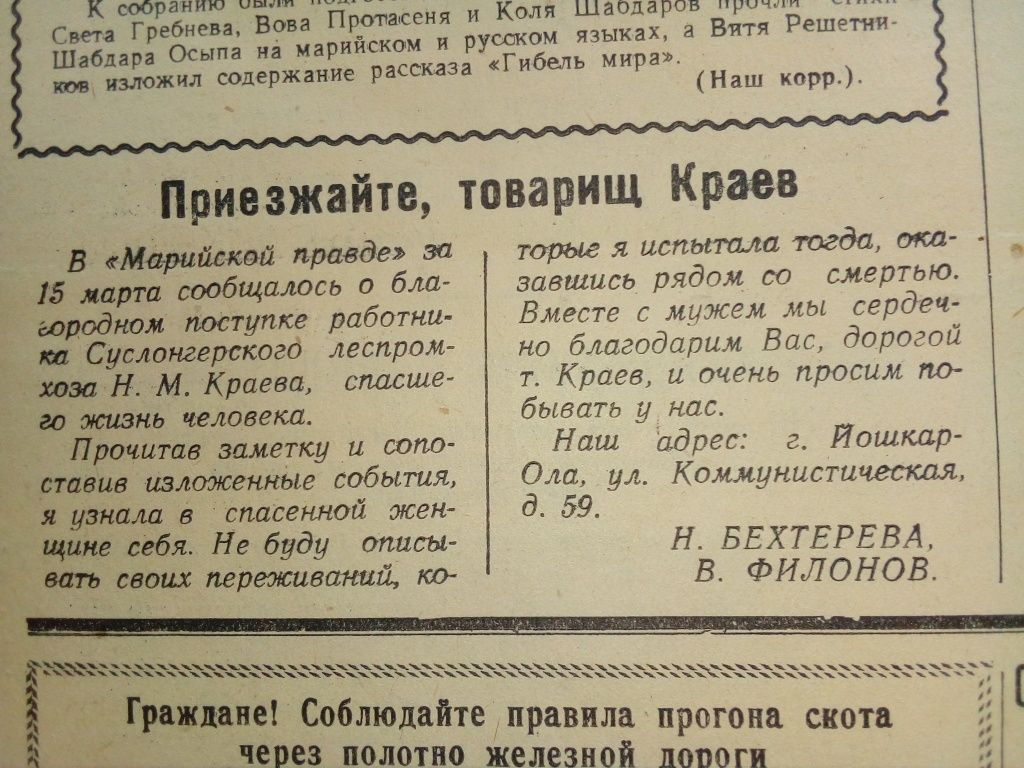 К собранию были
Света Гребнева, Вова Протасеня и Коля Шабдаров прочли стихи
Шабдара Осыпа на марийском и русском языках, а Витя Решетни-
ков изложил содержание рассказа «Гибель мира».
(Наш корр.).
Приезжайте, товарищ Краев
В «Марийской правде» за
15 марта сообщалось о бла-
городном поступке работни-
ка Суслонгерского леспром-
хоза Н. М. Краева, спасше-
го жизнь человека.
Прочитав заметку и сопо-
ставив изложенные события,
я узнала в спасенной жен-
щине себя. Не буду описы-
вать своих переживаний, ко-
торые я испытала тогда, ока-
завшись рядом со смертью.
Вместе с мужем мы сердеч-
но благодарим Вас, дорогой
т. Краев, и очень просим по-
бывать у нас.
Наш адрес: г. Йошкар-
Ола, ул. Коммунистическая,
д. 59.
Н. БЕХТЕРЕВА,
В. ФИЛОНОВ.
Граждане! Соблюдайте правила прогона скота
через полотно железной дороги